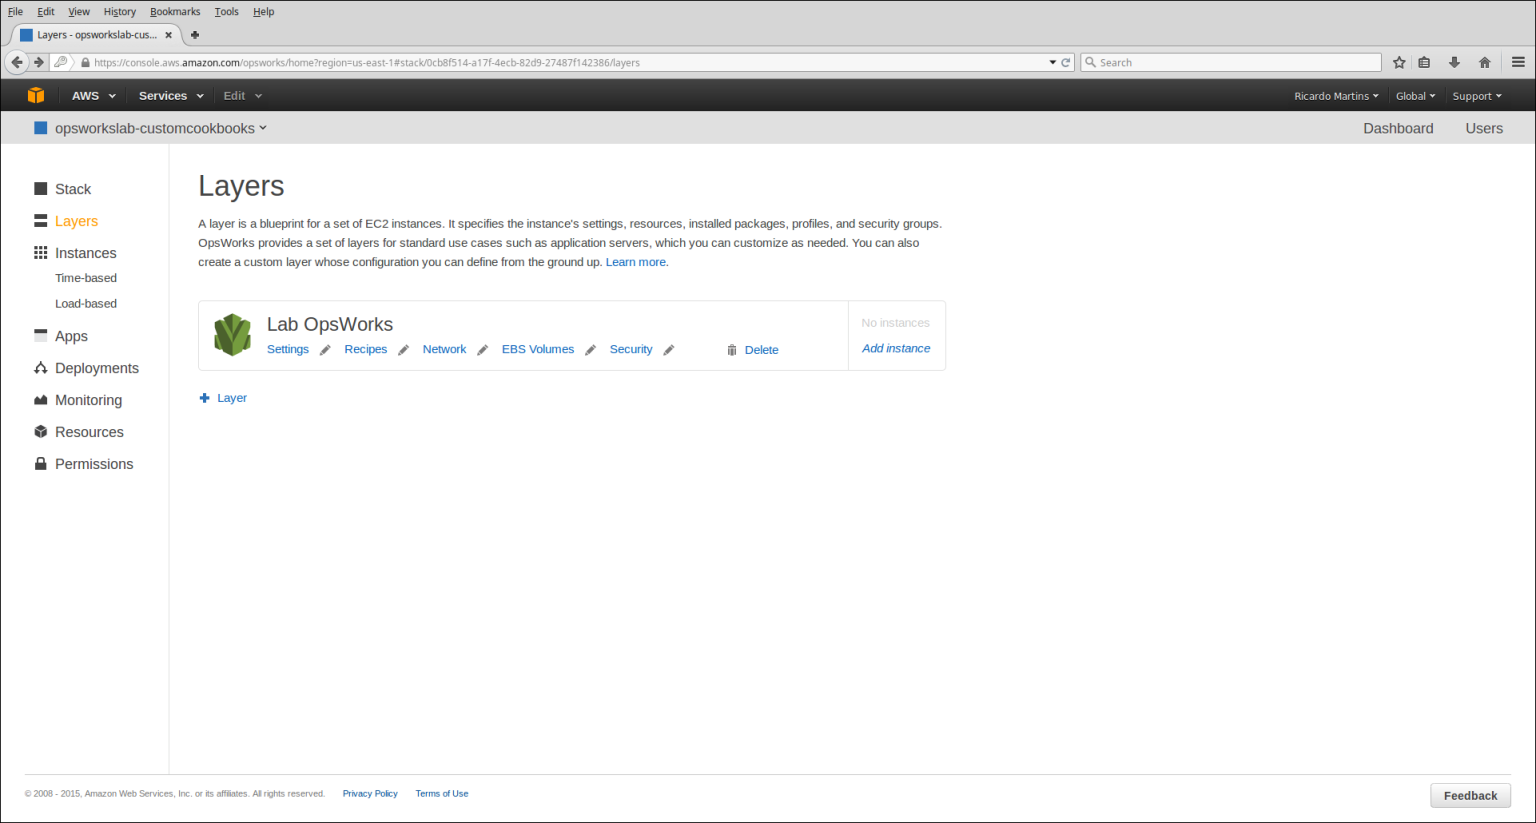 File Edit View History Bookmarks Tools Help
Layers - opsworkslab-cus...
https://console.aws.amazon.com/opsworks/home?region=us-east-1#stack/0cb8f514-a17f-4ecb-82d9-27487f142386/layers
Search
AWS Services Edit Ricardo Martins Global Support
opsworkslab-customcookbooks Dashboard Users
Stack
Layers
Instances
Time-based
Load-based
Apps
Deployments
Monitoring
Resources
Permissions
Layers
A layer is a blueprint for a set of EC2 instances. It specifies the instance's settings, resources, installed packages, profiles, and security groups.
OpsWorks provides a set of layers for standard use cases such as application servers, which you can customize as needed. You can also
create a custom layer whose configuration you can define from the ground up. Learn more.
Lab OpsWorks
Settings Recipes Network EBS Volumes Security Delete
No instances
Add instance
Layer
© 2008 - 2015, Amazon Web Services, Inc. or its affiliates. All rights reserved. Privacy Policy Terms of Use
Feedback